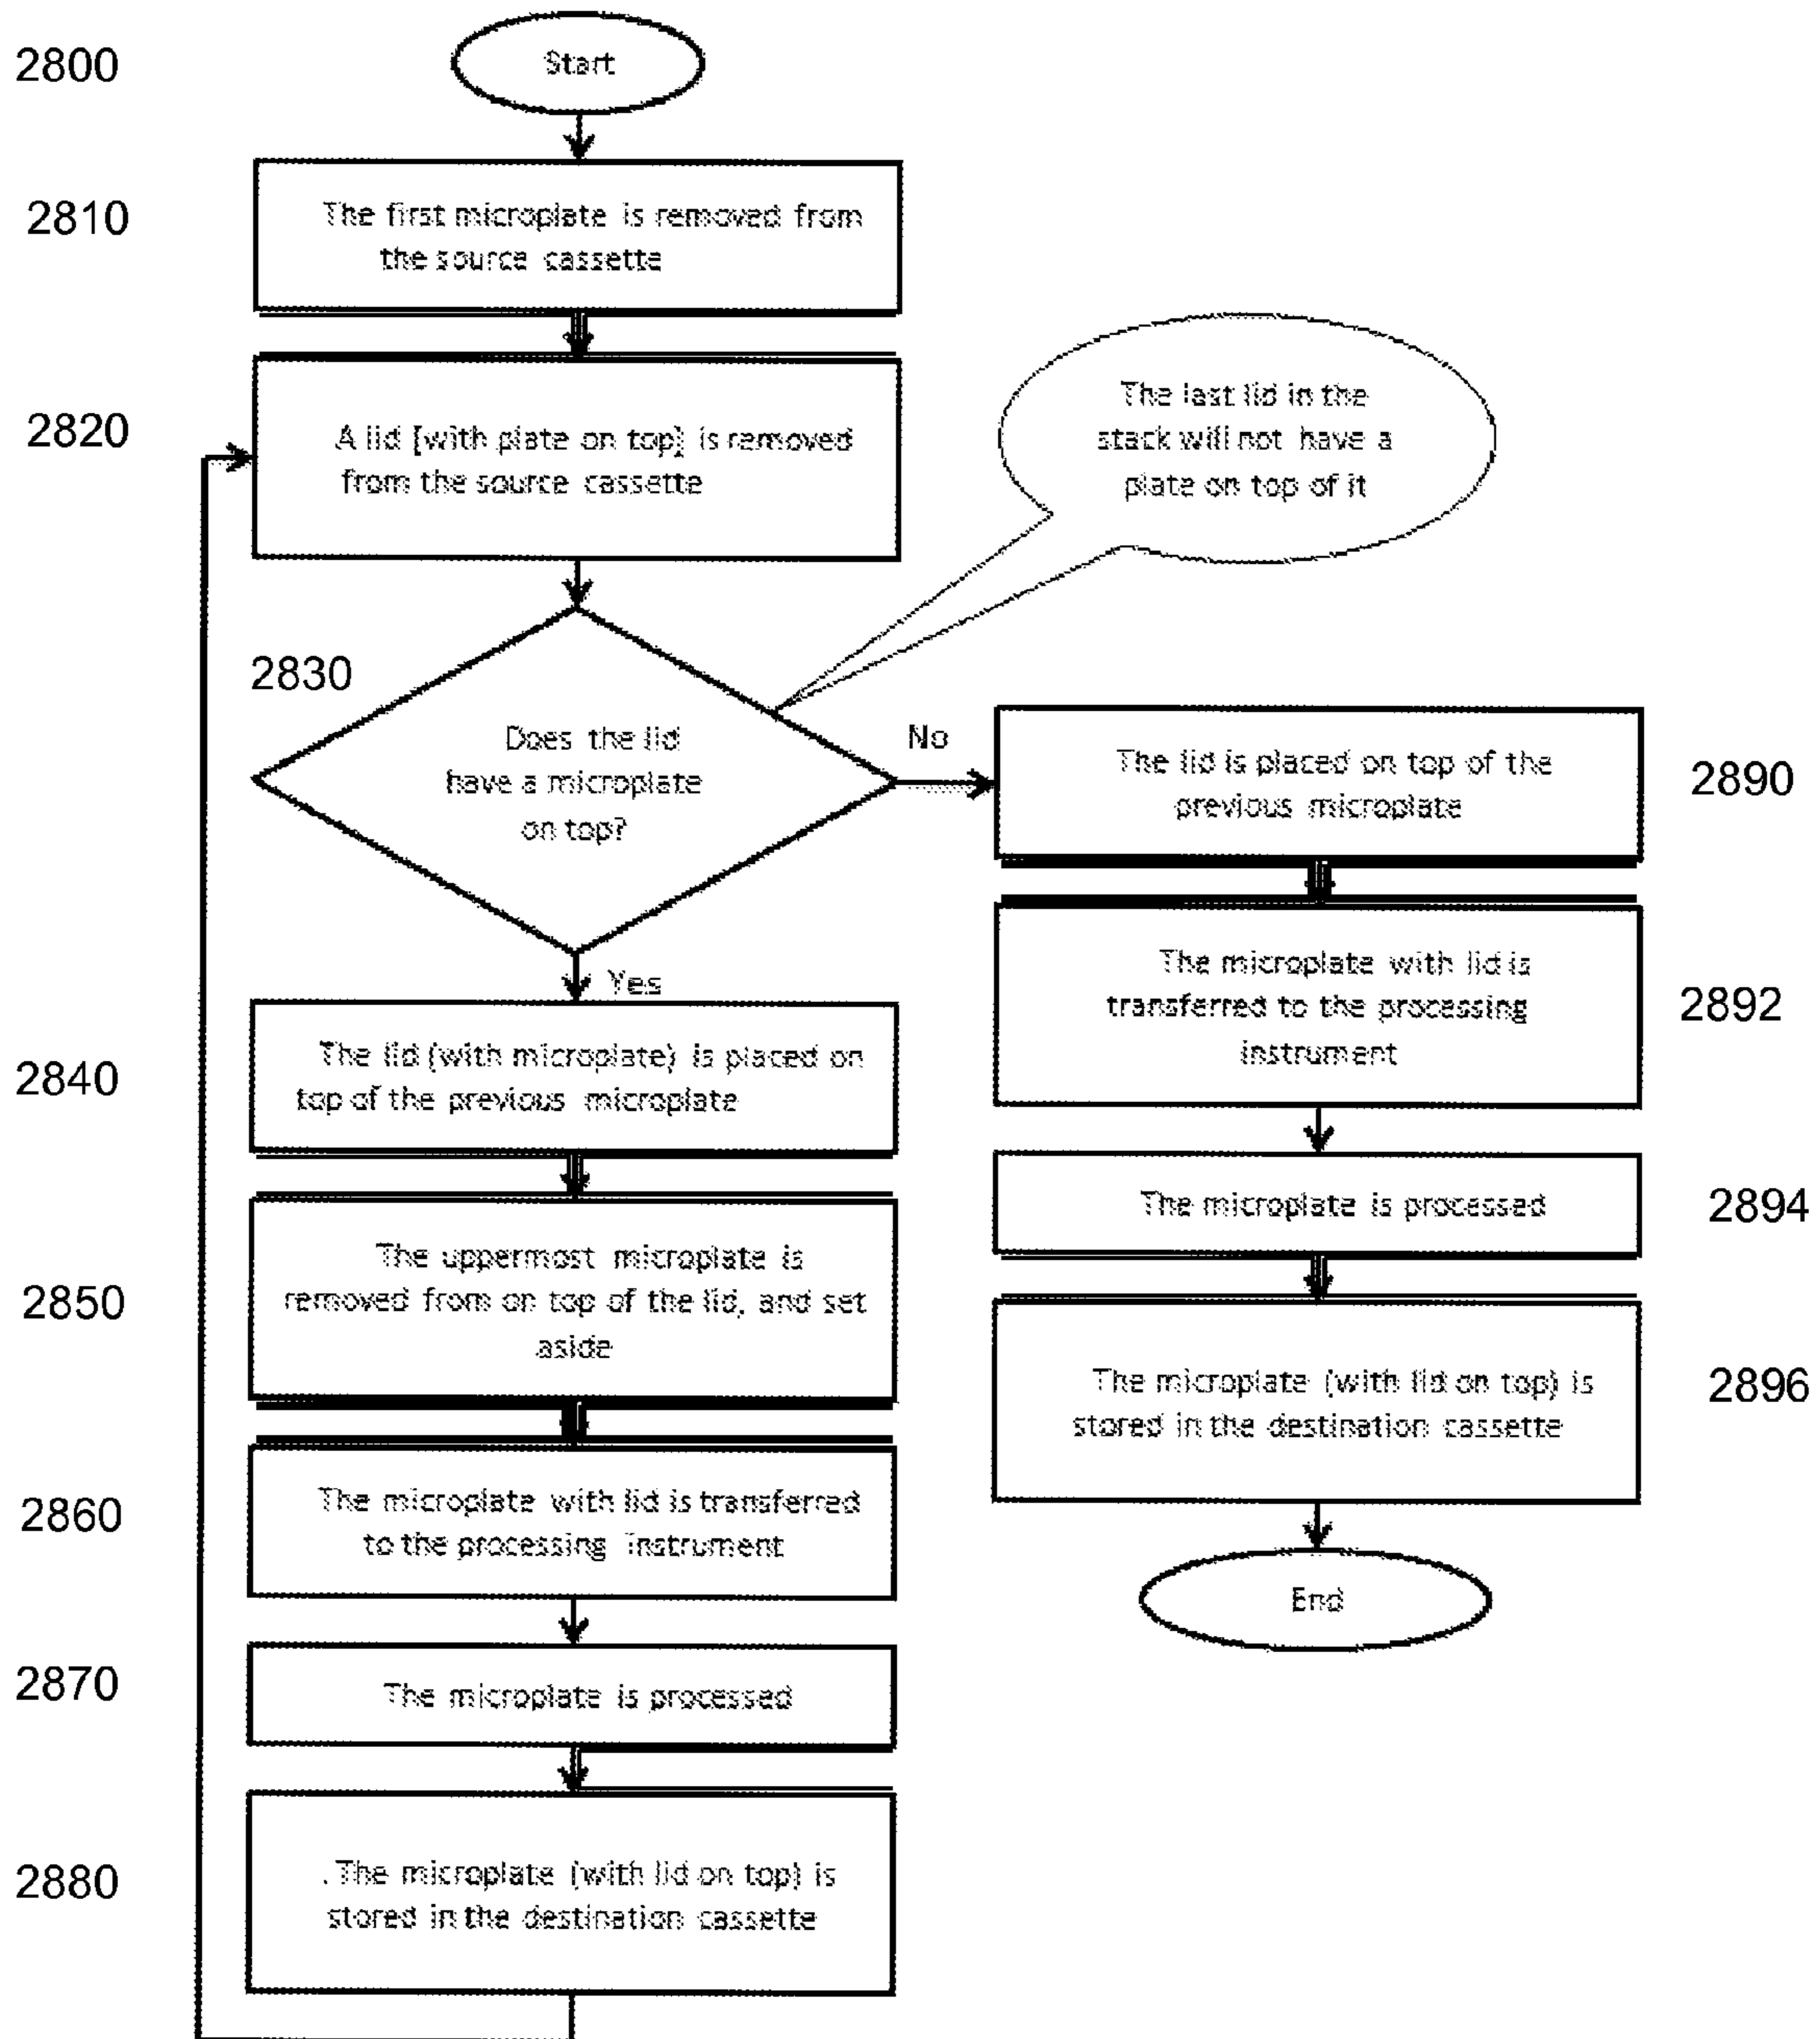 2800
Start
2810
The first microplate is removed from
the source cassette
2820
A lid [with plate on top] is removed
from the source cassette
The last lid in the
stack will not have a
plate on top of it
2830
Does the lid
have a microplate
on top?
No
Yes
The lid is placed on top of the
previous microplate
2890
The microplate with lid is
transferred to the processing
instrument
2892
2840
The lid (with microplate) is placed on
top of the previous microplate
The microplate is processed
2894
2850
The uppermost microplate is
removed from on top of the lid, and set
aside
The microplate (with lid on top) is
stored in the destination cassette
2896
2860
The microplate with lid is transferred
to the processing instrument
End
2870
The microplate is processed
2880
. The microplate (with lid on top) is
stored in the destination cassette